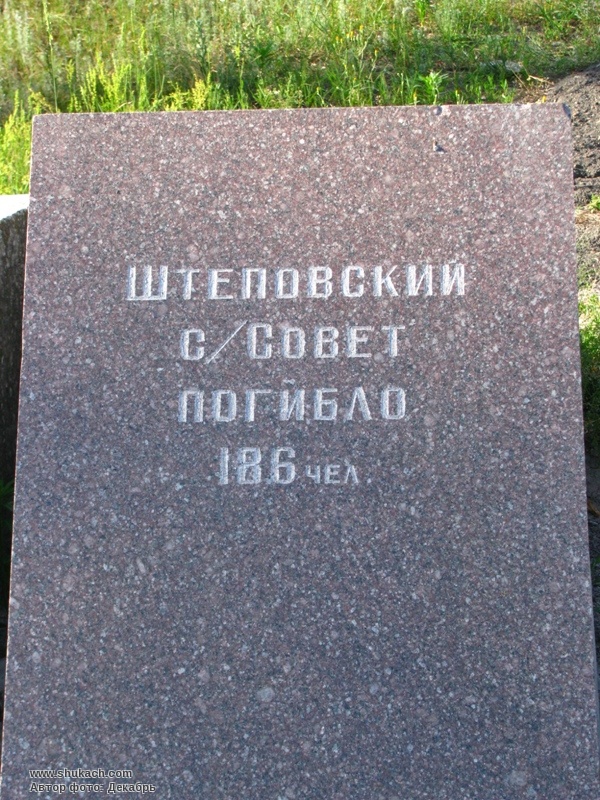 Штеповский
с/Совет
погибло
186 чел.
www.shukach.com
Автор фото: Декабрь